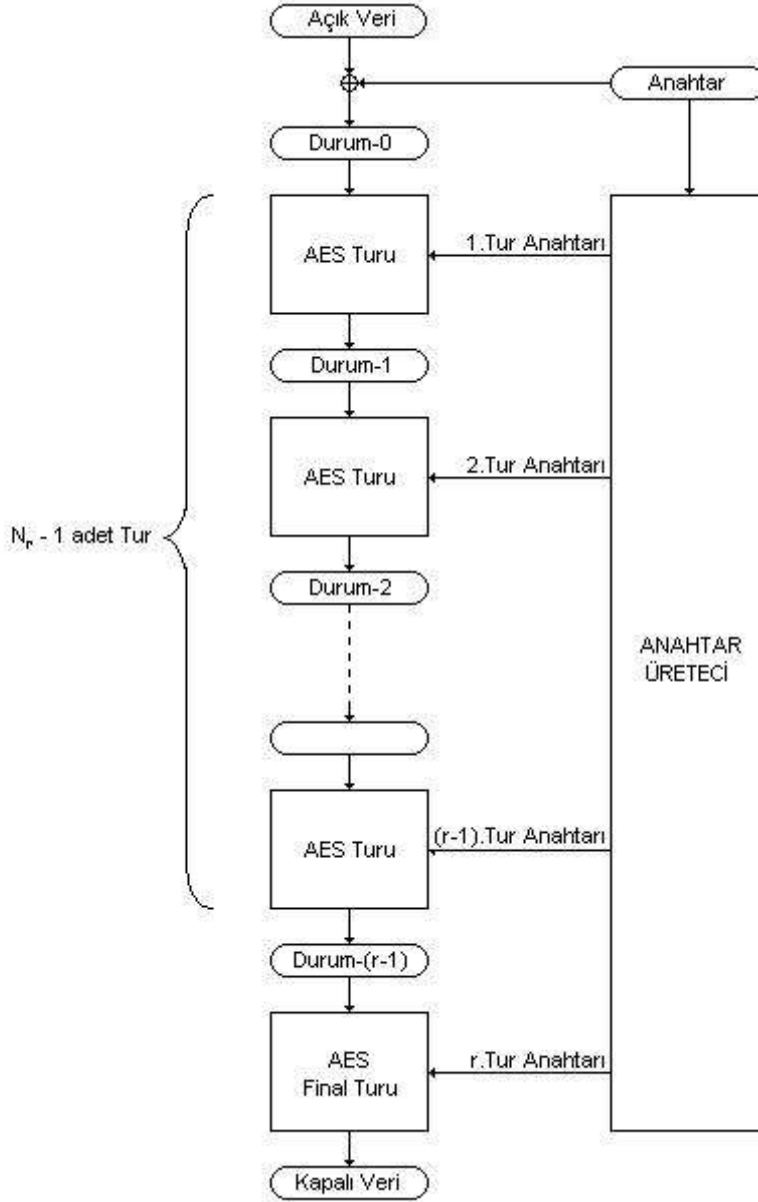 Açık Veri
Anahtar
Durum-0
AES Turu
1.Tur Anahtarı
Durum-1
AES Turu
2.Tur Anahtarı
Nr - 1 adet Tur
Durum-2
ANAHTAR
ÜRETECİ
AES Turu
(r-1).Tur Anahtarı
Durum-(r-1)
AES
Final Turu
r.Tur Anahtarı
Kapalı Veri